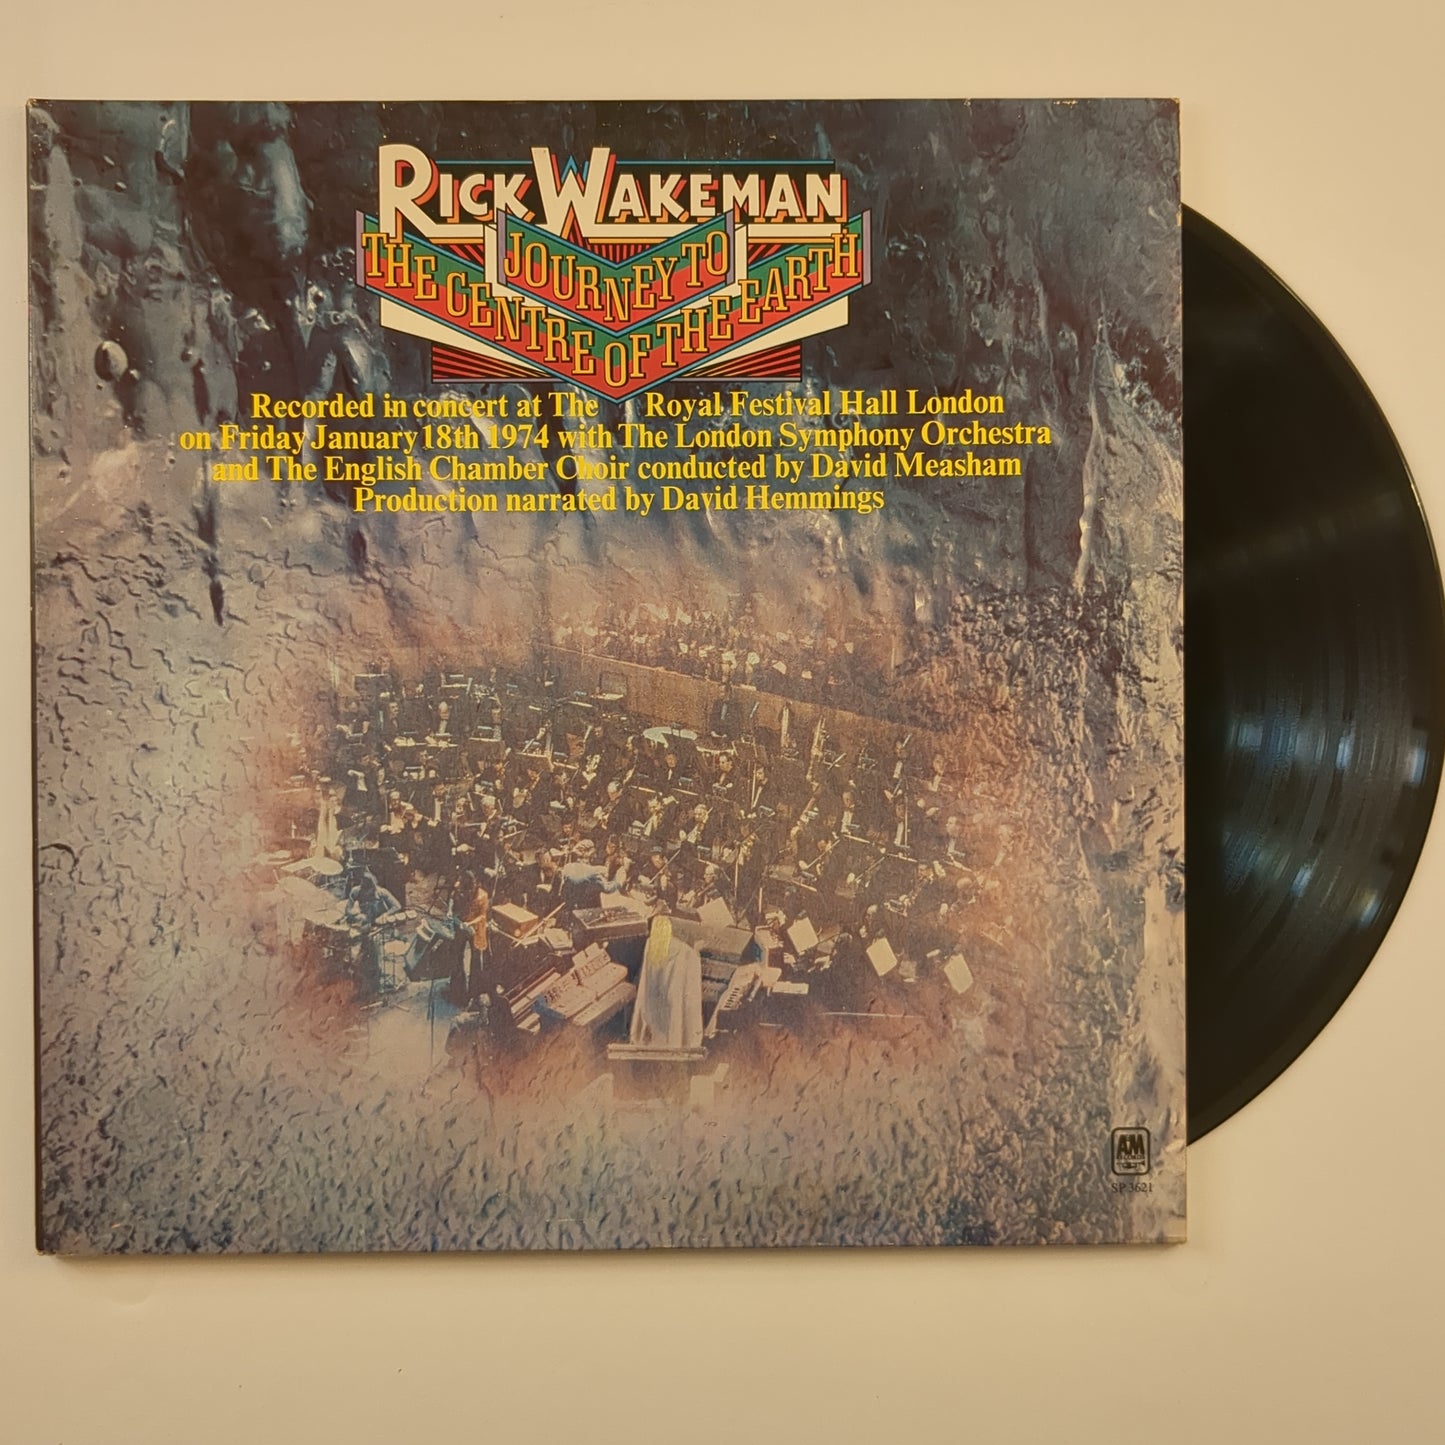 RICK WAKEMAN
JOURNEY TO
THE CENTRE OF THE EARTH
Recorded in concert at The Royal Festival Hall London
on Friday January 18th 1974 with The London Symphony Orchestra
and The English Chamber Choir conducted by David Measham
Production narrated by David Hemmings
A&M
SP 3621